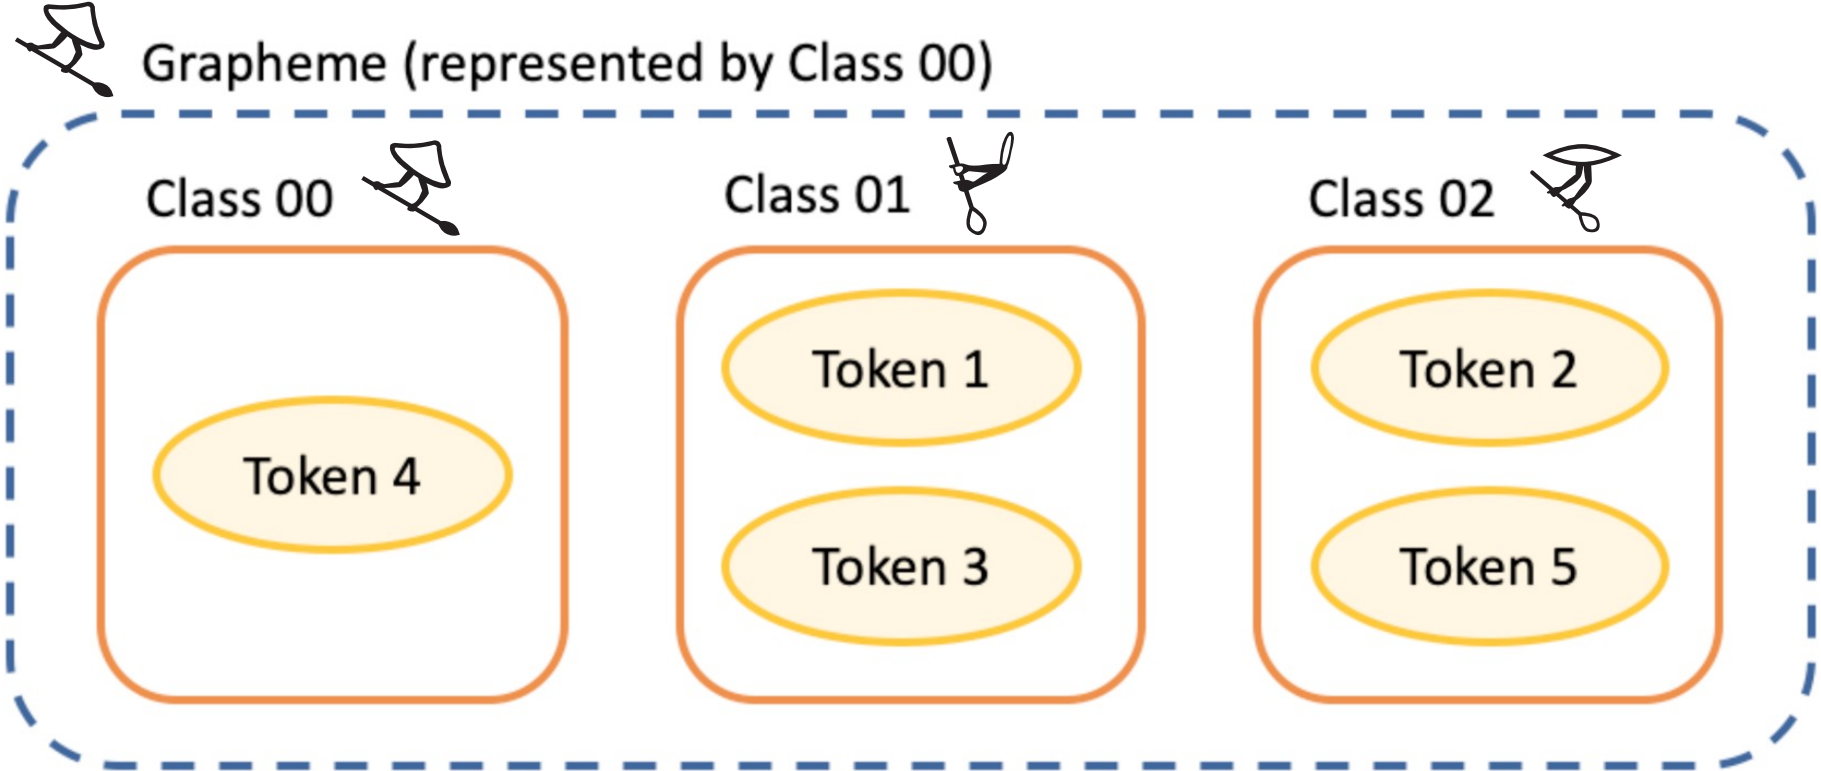 Grapheme (represented by Class 00)
Class 00
Class 01
Class 02
Token 4
Token 1
Token 3
Token 2
Token 5